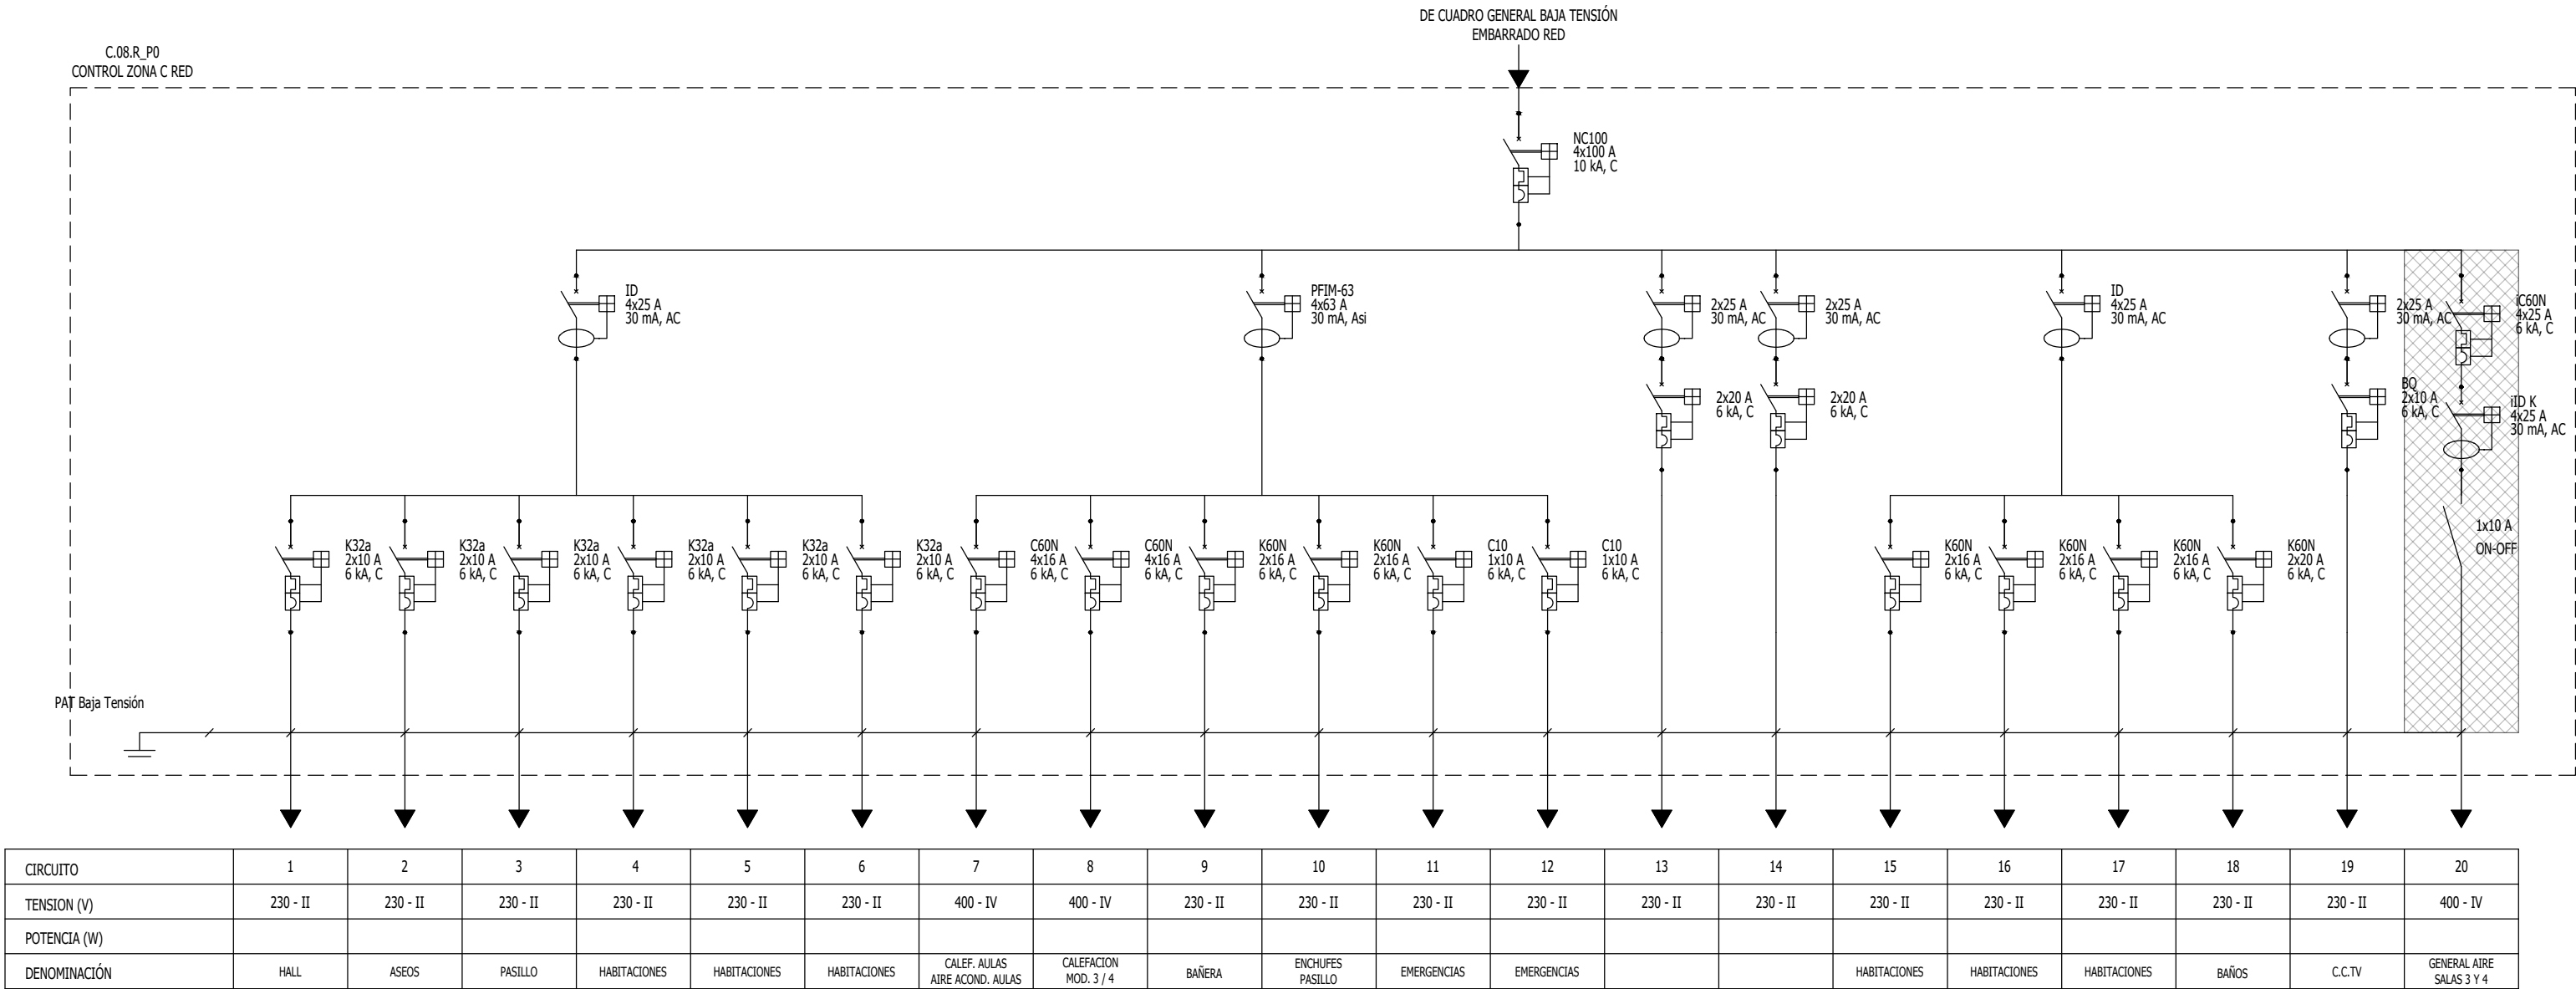 DE CUADRO GENERAL BAJA TENSIÓN
EMBARRADO RED
C.08.R_P0
CONTROL ZONA C RED
NC100
4x100 A
10 kA, C
ID
4x25 A
30 mA, AC
PFIM-63
4x63 A
30 mA, Asi
2x25 A
30 mA, AC
2x25 A
30 mA, AC
ID
4x25 A
30 mA, AC
2x25 A
30 mA, AC
iC60N
4x25 A
6 kA, C
2x20 A
6 kA, C
2x20 A
6 kA, C
BQ
2x10 A
6 kA, C
iID K
4x25 A
30 mA, AC
1x10 A
ON-OFF
K32a
2x10 A
6 kA, C
K32a
2x10 A
6 kA, C
K32a
2x10 A
6 kA, C
K32a
2x10 A
6 kA, C
K32a
2x10 A
6 kA, C
K32a
2x10 A
6 kA, C
C60N
4x16 A
6 kA, C
C60N
4x16 A
6 kA, C
K60N
2x16 A
6 kA, C
K60N
2x16 A
6 kA, C
C10
1x10 A
6 kA, C
C10
1x10 A
6 kA, C
K60N
2x16 A
6 kA, C
K60N
2x16 A
6 kA, C
K60N
2x16 A
6 kA, C
K60N
2x20 A
6 kA, C
PAT Baja Tensión
CIRCUITO 1 2 3 4 5 6 7 8 9 10 11 12 13 14 15 16 17 18 19 20
TENSION (V) 230 - II 230 - II 230 - II 230 - II 230 - II 230 - II 400 - IV 400 - IV 230 - II 230 - II 230 - II 230 - II 230 - II 230 - II 230 - II 230 - II 230 - II 230 - II 230 - II 400 - IV
POTENCIA (W)
DENOMINACIÓN
HALL
ASEOS
PASILLO
HABITACIONES
HABITACIONES
HABITACIONES
CALEF. AULAS
AIRE ACOND. AULAS
CALEFACION
MOD. 3 / 4
BAÑERA
ENCHUFES
PASILLO
EMERGENCIAS
EMERGENCIAS
HABITACIONES
HABITACIONES
HABITACIONES
BAÑOS
C.C.TV
GENERAL AIRE
SALAS 3 Y 4